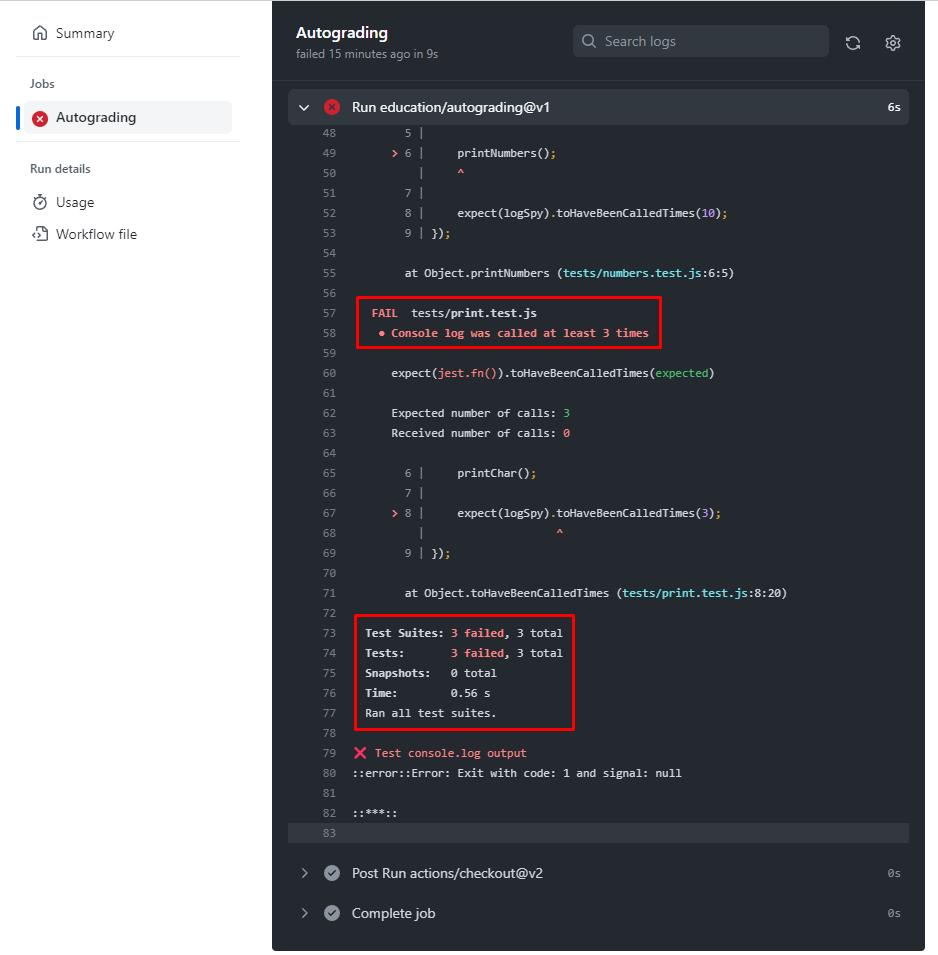 Summary
Jobs
Autograding
Run details
Usage
Workflow file
Autograding
failed 15 minutes ago in 9s
Search logs
Run education/autograding@v1 6s
48 5 |
49 > 6 | printNumbers();
50 | ^
51 7 |
52 8 | expect(logSpy).toHaveBeenCalledTimes(10);
53 9 | });
54
55 at Object.printNumbers (tests/numbers.test.js:6:5)
56
57 FAIL tests/print.test.js
58 ● Console log was called at least 3 times
59
60 expect(jest.fn()).toHaveBeenCalledTimes(expected)
61
62 Expected number of calls: 3
63 Received number of calls: 0
64
65 6 | printChar();
66 7 |
67 > 8 | expect(logSpy).toHaveBeenCalledTimes(3);
68 | ^
69 9 | });
70
71 at Object.toHaveBeenCalledTimes (tests/print.test.js:8:20)
72
73 Test Suites: 3 failed, 3 total
74 Tests: 3 failed, 3 total
75 Snapshots: 0 total
76 Time: 0.56 s
77 Ran all test suites.
78
79 ❌ Test console.log output
80 ::error::Error: Exit with code: 1 and signal: null
81
82 ::***::
83
Post Run actions/checkout@v2 0s
Complete job 0s